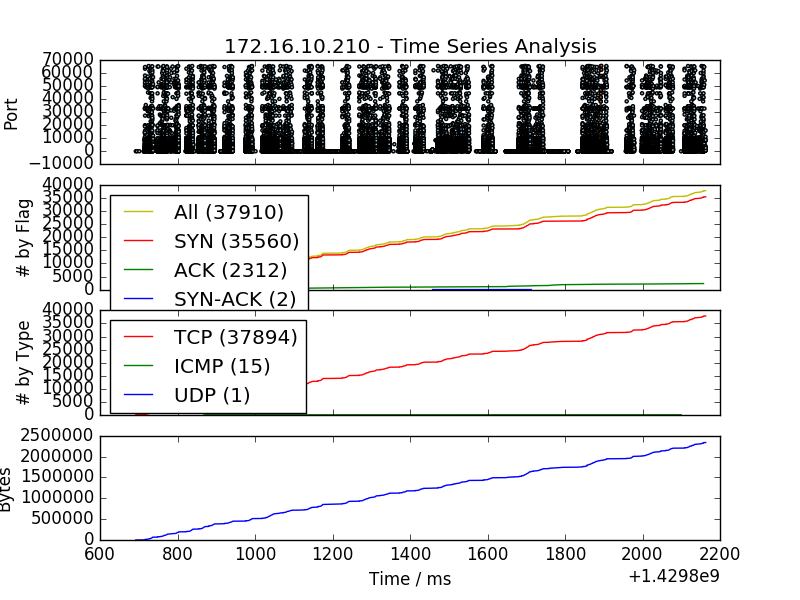 172.16.10.210 - Time Series Analysis
Port
70000
60000
50000
40000
30000
20000
10000
0
−10000
# by Flag
40000
35000
30000
25000
20000
15000
10000
5000
0
All (37910)
SYN (35560)
ACK (2312)
SYN-ACK (2)
# by Type
40000
35000
30000
25000
20000
15000
10000
5000
0
TCP (37894)
ICMP (15)
UDP (1)
Bytes
2500000
2000000
1500000
1000000
500000
0
600 800 1000 1200 1400 1600 1800 2000 2200
Time / ms
+1.4298e9